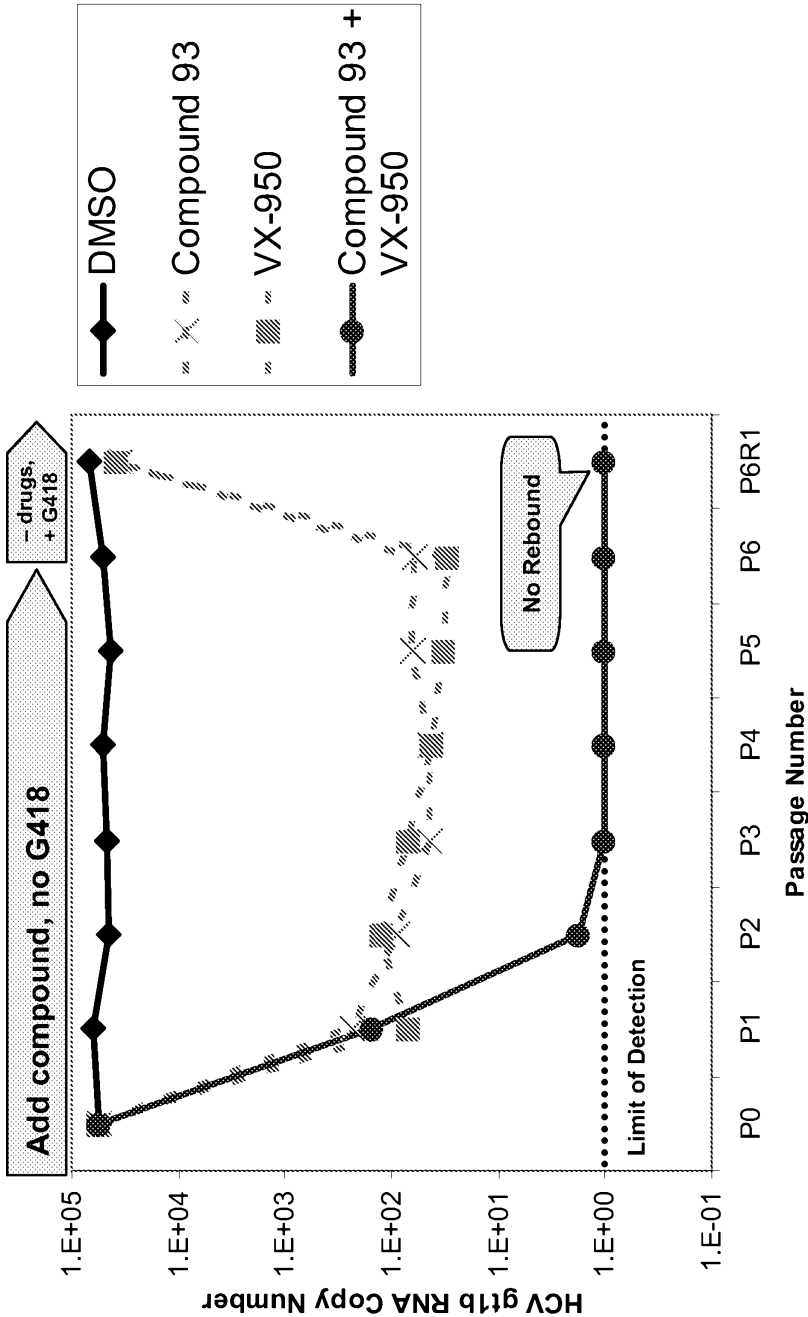 Add compound, no G418
– drugs,
+ G418
1.E+05
1.E+04
1.E+03
1.E+02
1.E+01
1.E+00
1.E-01
HCV gt1b RNA Copy Number
No Rebound
Limit of Detection
P0 P1 P2 P3 P4 P5 P6 P6R1
Passage Number
DMSO
Compound 93
VX-950
Compound 93 +
VX-950